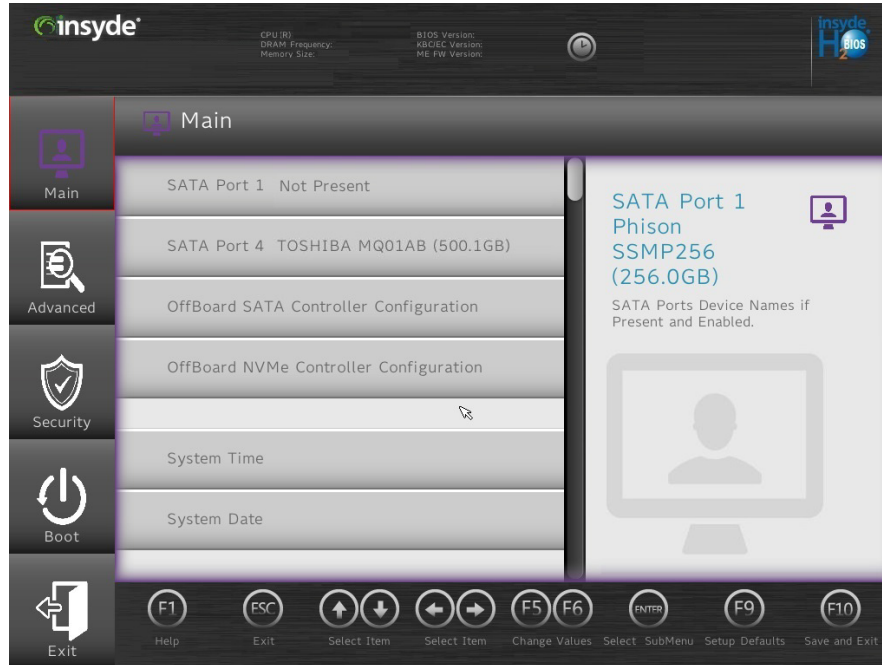 insyde
CPU (R)
DRAM Frequency:
Memory Size:
BIOS Version:
KBC/EC Version:
ME FW Version:
insyde
H2BIOS
Main
Main
SATA Port 1 Not Present
SATA Port 4 TOSHIBA MQ01AB (500.1GB)
OffBoard SATA Controller Configuration
OffBoard NVMe Controller Configuration
System Time
System Date
SATA Port 1
Phison
SSMP256
(256.0GB)
SATA Ports Device Names if
Present and Enabled.
Advanced
Security
Boot
Exit
F1
Help
ESC
Exit
Select Item
Select Item
F5 F6
Change Values
ENTER
Select SubMenu
F9
Setup Defaults
F10
Save and Exit